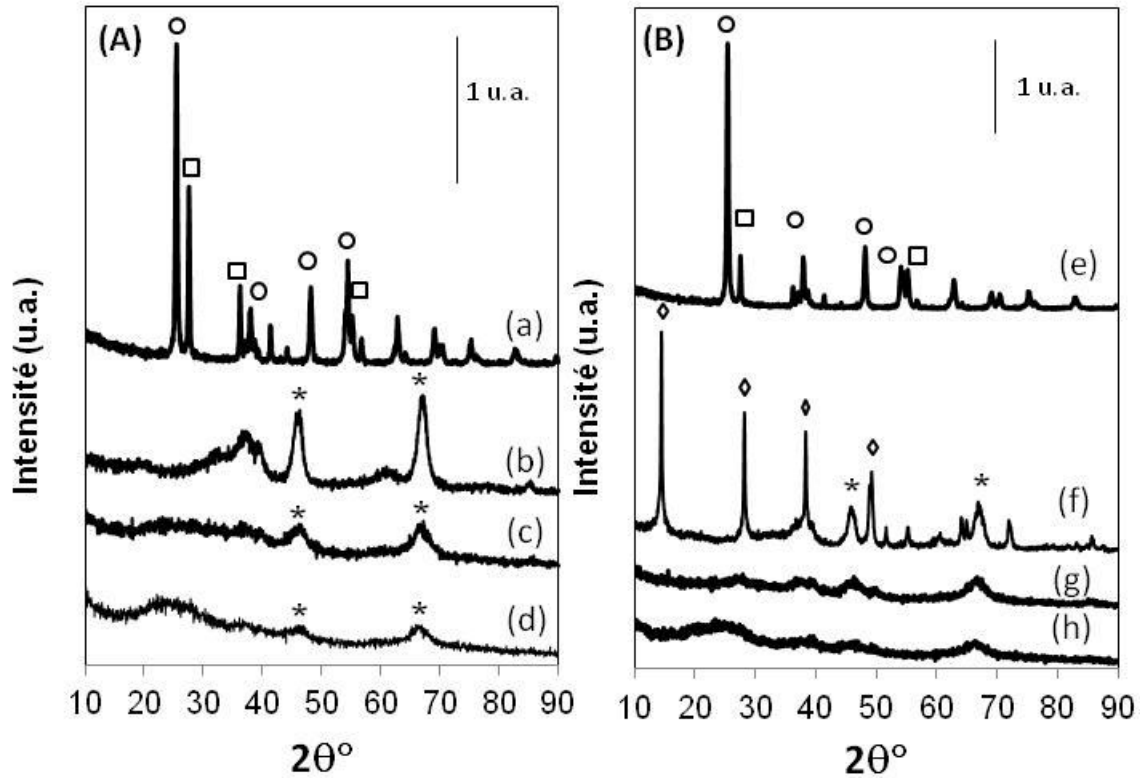 (A)
1 u.a.
(a)
(b)
(c)
(d)
Intensité (u.a.)
10 20 30 40 50 60 70 80 90
2θ°
(B)
1 u.a.
(e)
(f)
(g)
(h)
Intensité (u.a.)
10 20 30 40 50 60 70 80 90
2θ°